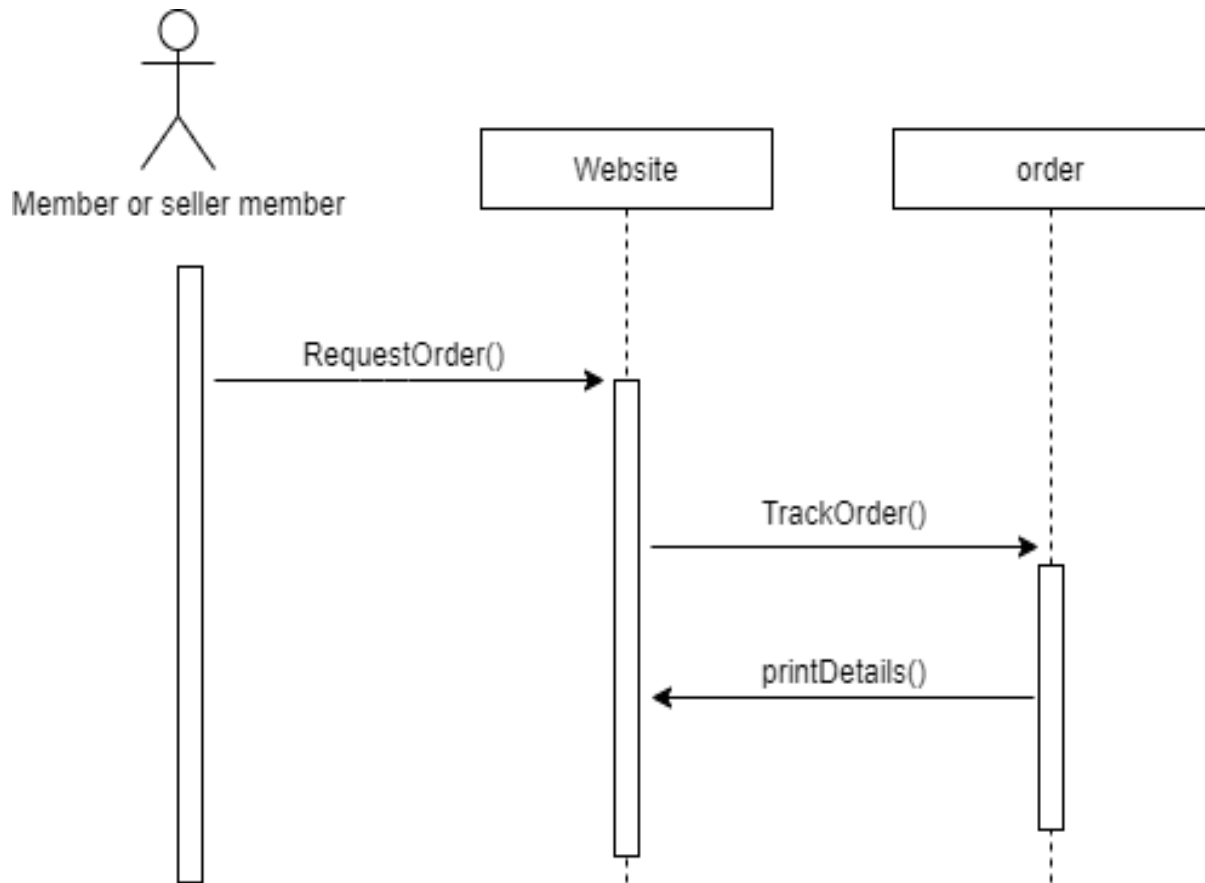 Website
order
Member or seller member
RequestOrder()
TrackOrder()
printDetails()